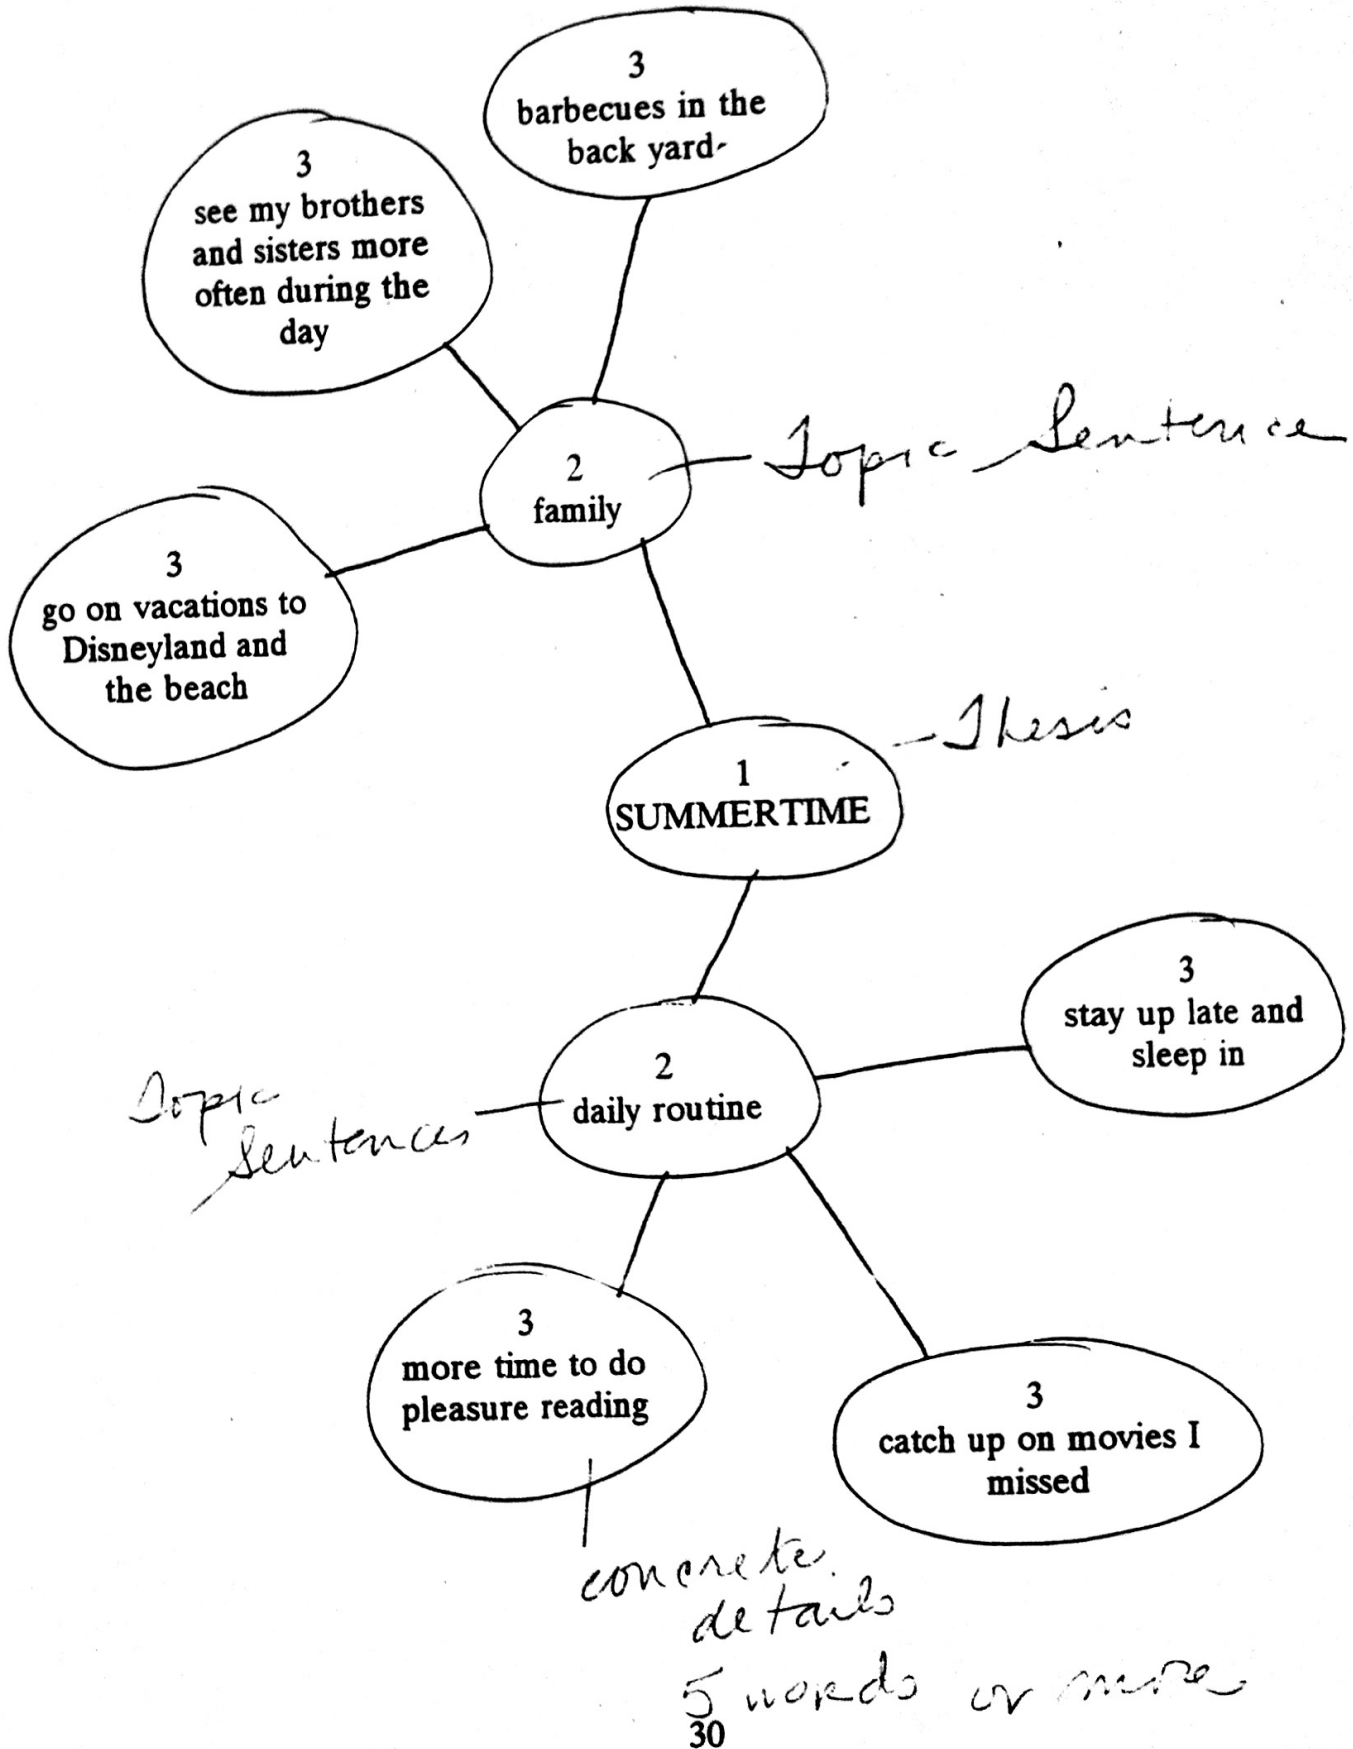 3
barbecues in the
back yard
3
see my brothers
and sisters more
often during the
day
2
family
Topic Sentence
3
go on vacations to
Disneyland and
the beach
Thesis
1
SUMMERTIME
3
stay up late and
sleep in
2
daily routine
Topic
Sentences
3
more time to do
pleasure reading
3
catch up on movies I
missed
concrete
details
5 words or more
30